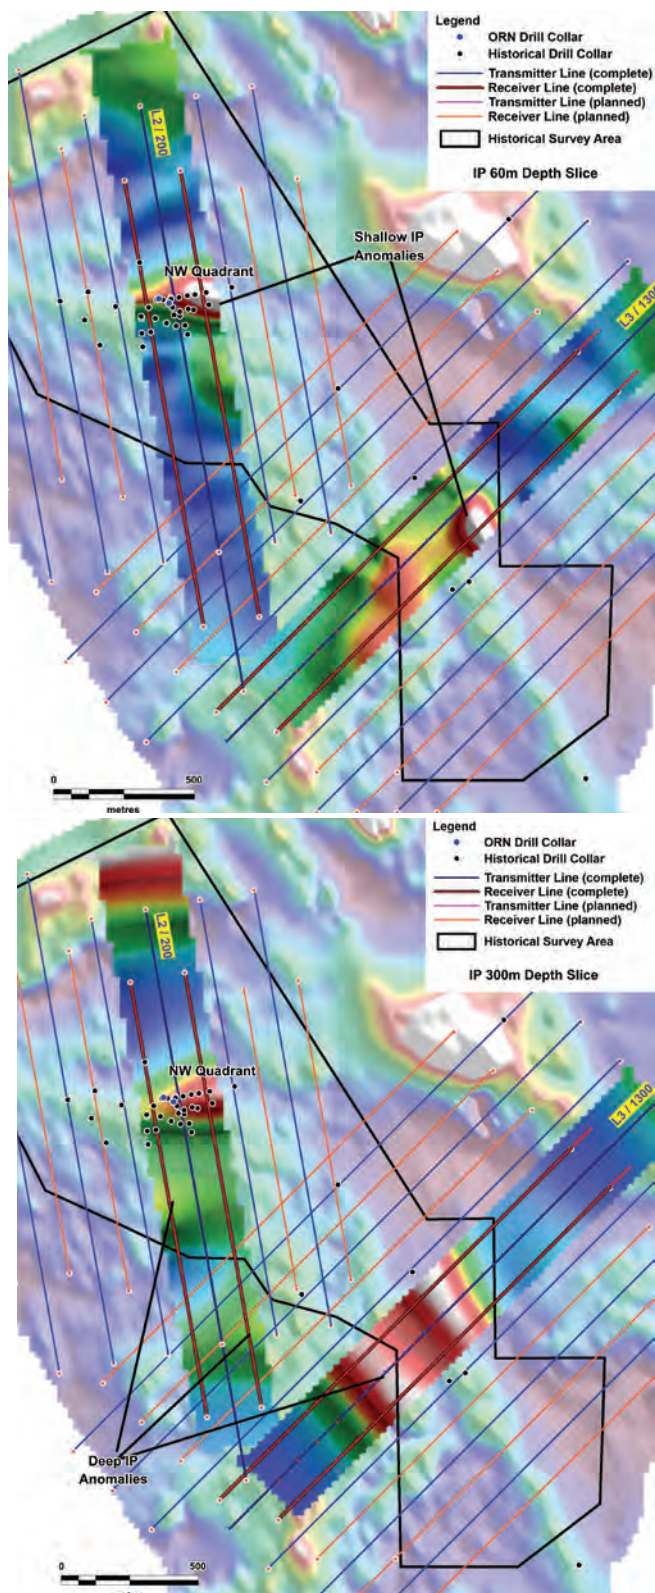 Legend
ORN Drill Collar
Historical Drill Collar
Transmitter Line (complete)
Receiver Line (complete)
Transmitter Line (planned)
Receiver Line (planned)
Historical Survey Area
IP 60m Depth Slice
L2 / 200
Shallow IP
Anomalies
NW Quadrant
L3 / 1300
0 500
metres
Legend
ORN Drill Collar
Historical Drill Collar
Transmitter Line (complete)
Receiver Line (complete)
Transmitter Line (planned)
Receiver Line (planned)
Historical Survey Area
IP 300m Depth Slice
L2 / 200
NW Quadrant
L3 / 1300
Deep IP
Anomalies
0 500